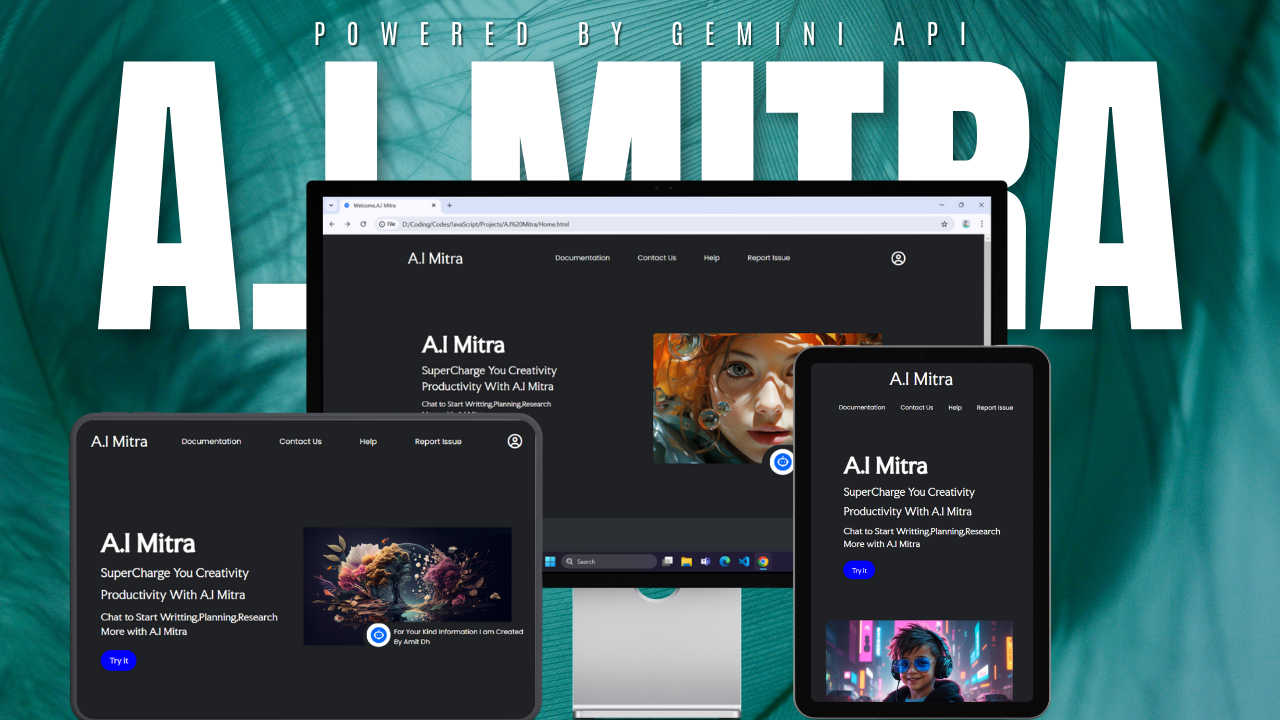 POWERED BY GEMINI API
A.I MITRA
Welcome,A.I Mitra
File D:/Coding/Codes/JavaScript/Projects/A.I%20Mitra/Home.html
A.I Mitra Documentation Contact Us Help Report Issue
A.I Mitra
SuperCharge You Creativity
Productivity With A.I Mitra
Chat to Start Writting,Planning,Research
Search
A.I Mitra Documentation Contact Us Help Report Issue
A.I Mitra
SuperCharge You Creativity
Productivity With A.I Mitra
Chat to Start Writting,Planning,Research
More with A.I Mitra
Try it
For Your Kind Information I am Created
By Amit Dh
A.I Mitra
Documentation Contact Us Help Report Issue
A.I Mitra
SuperCharge You Creativity
Productivity With A.I Mitra
Chat to Start Writting,Planning,Research
More with A.I Mitra
Try it